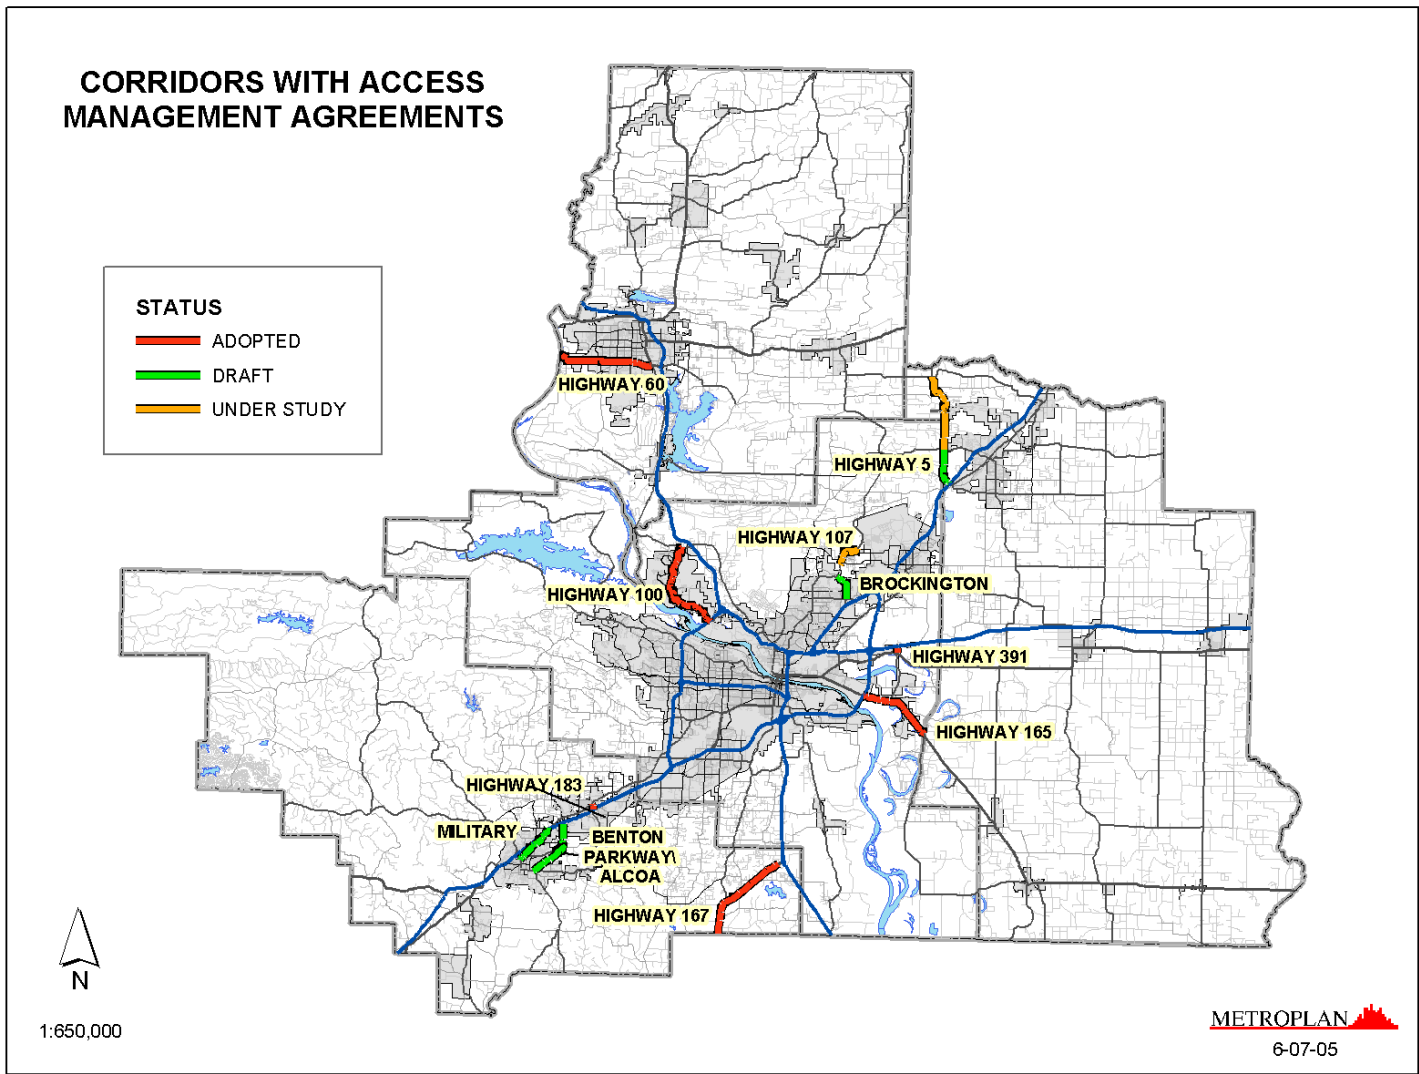 CORRIDORS WITH ACCESS
MANAGEMENT AGREEMENTS
STATUS
ADOPTED
DRAFT
UNDER STUDY
HIGHWAY 60
HIGHWAY 5
HIGHWAY 107
BROCKINGTON
HIGHWAY 100
HIGHWAY 391
HIGHWAY 165
HIGHWAY 183
MILITARY
BENTON
PARKWAY\
ALCOA
HIGHWAY 167
N
1:650,000
METROPLAN
6-07-05